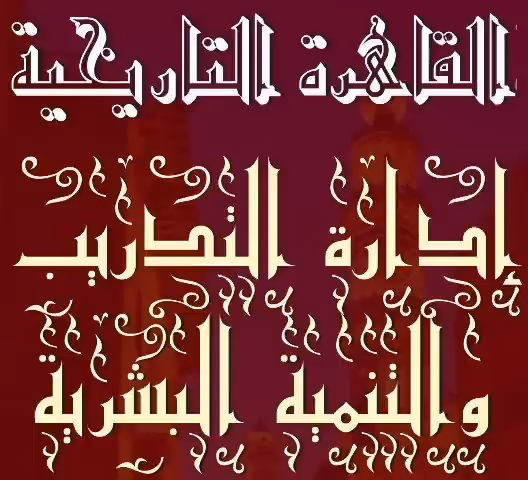 القاهرة التاريخية
إدارة التدريب
والتنمية البشرية